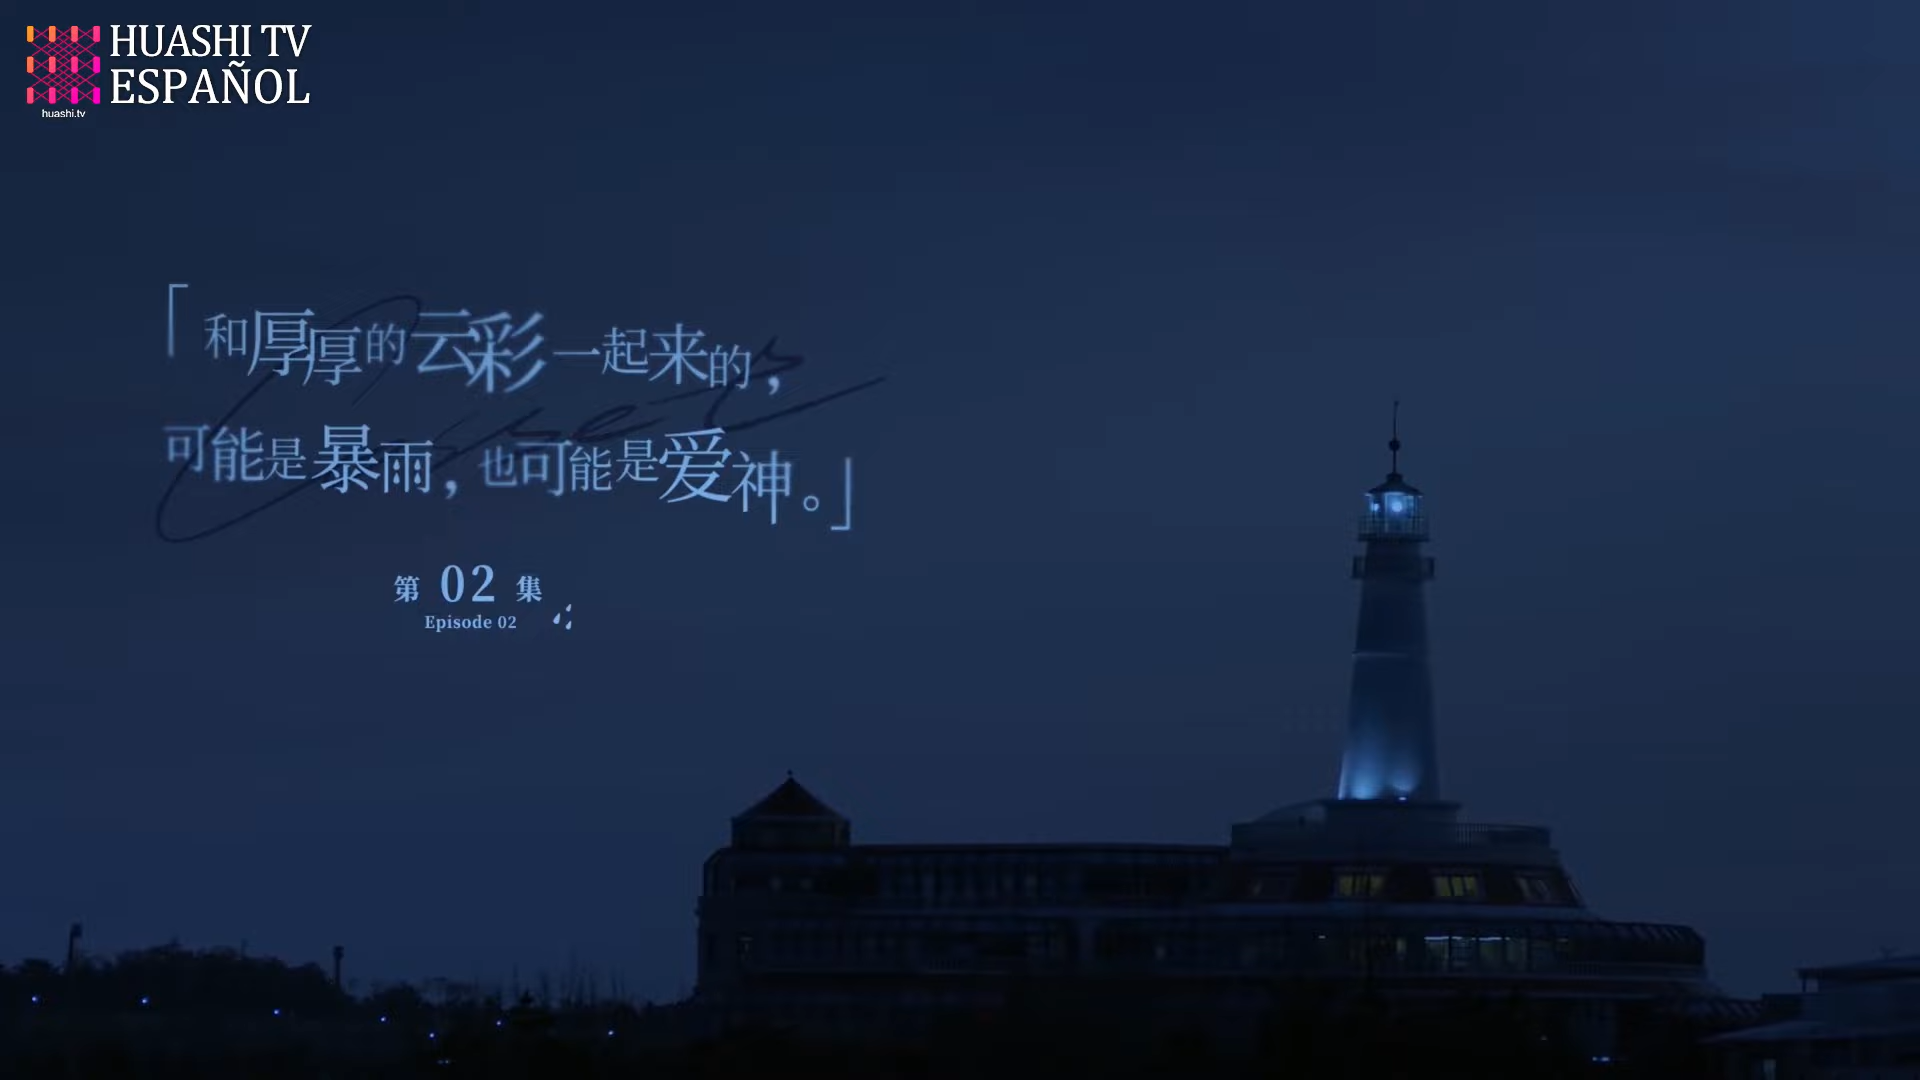 HUASHI TV
ESPAÑOL
huashi.tv
「和厚厚的云彩一起来的，
可能是暴雨，也可能是爱神。」
第 02 集
Episode 02